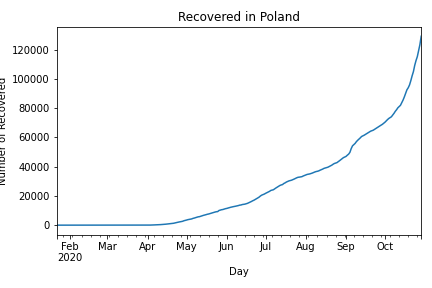 Recovered in Poland
Number of Recovered
120000
100000
80000
60000
40000
20000
0
Feb Mar Apr May Jun Jul Aug Sep Oct
2020
Day